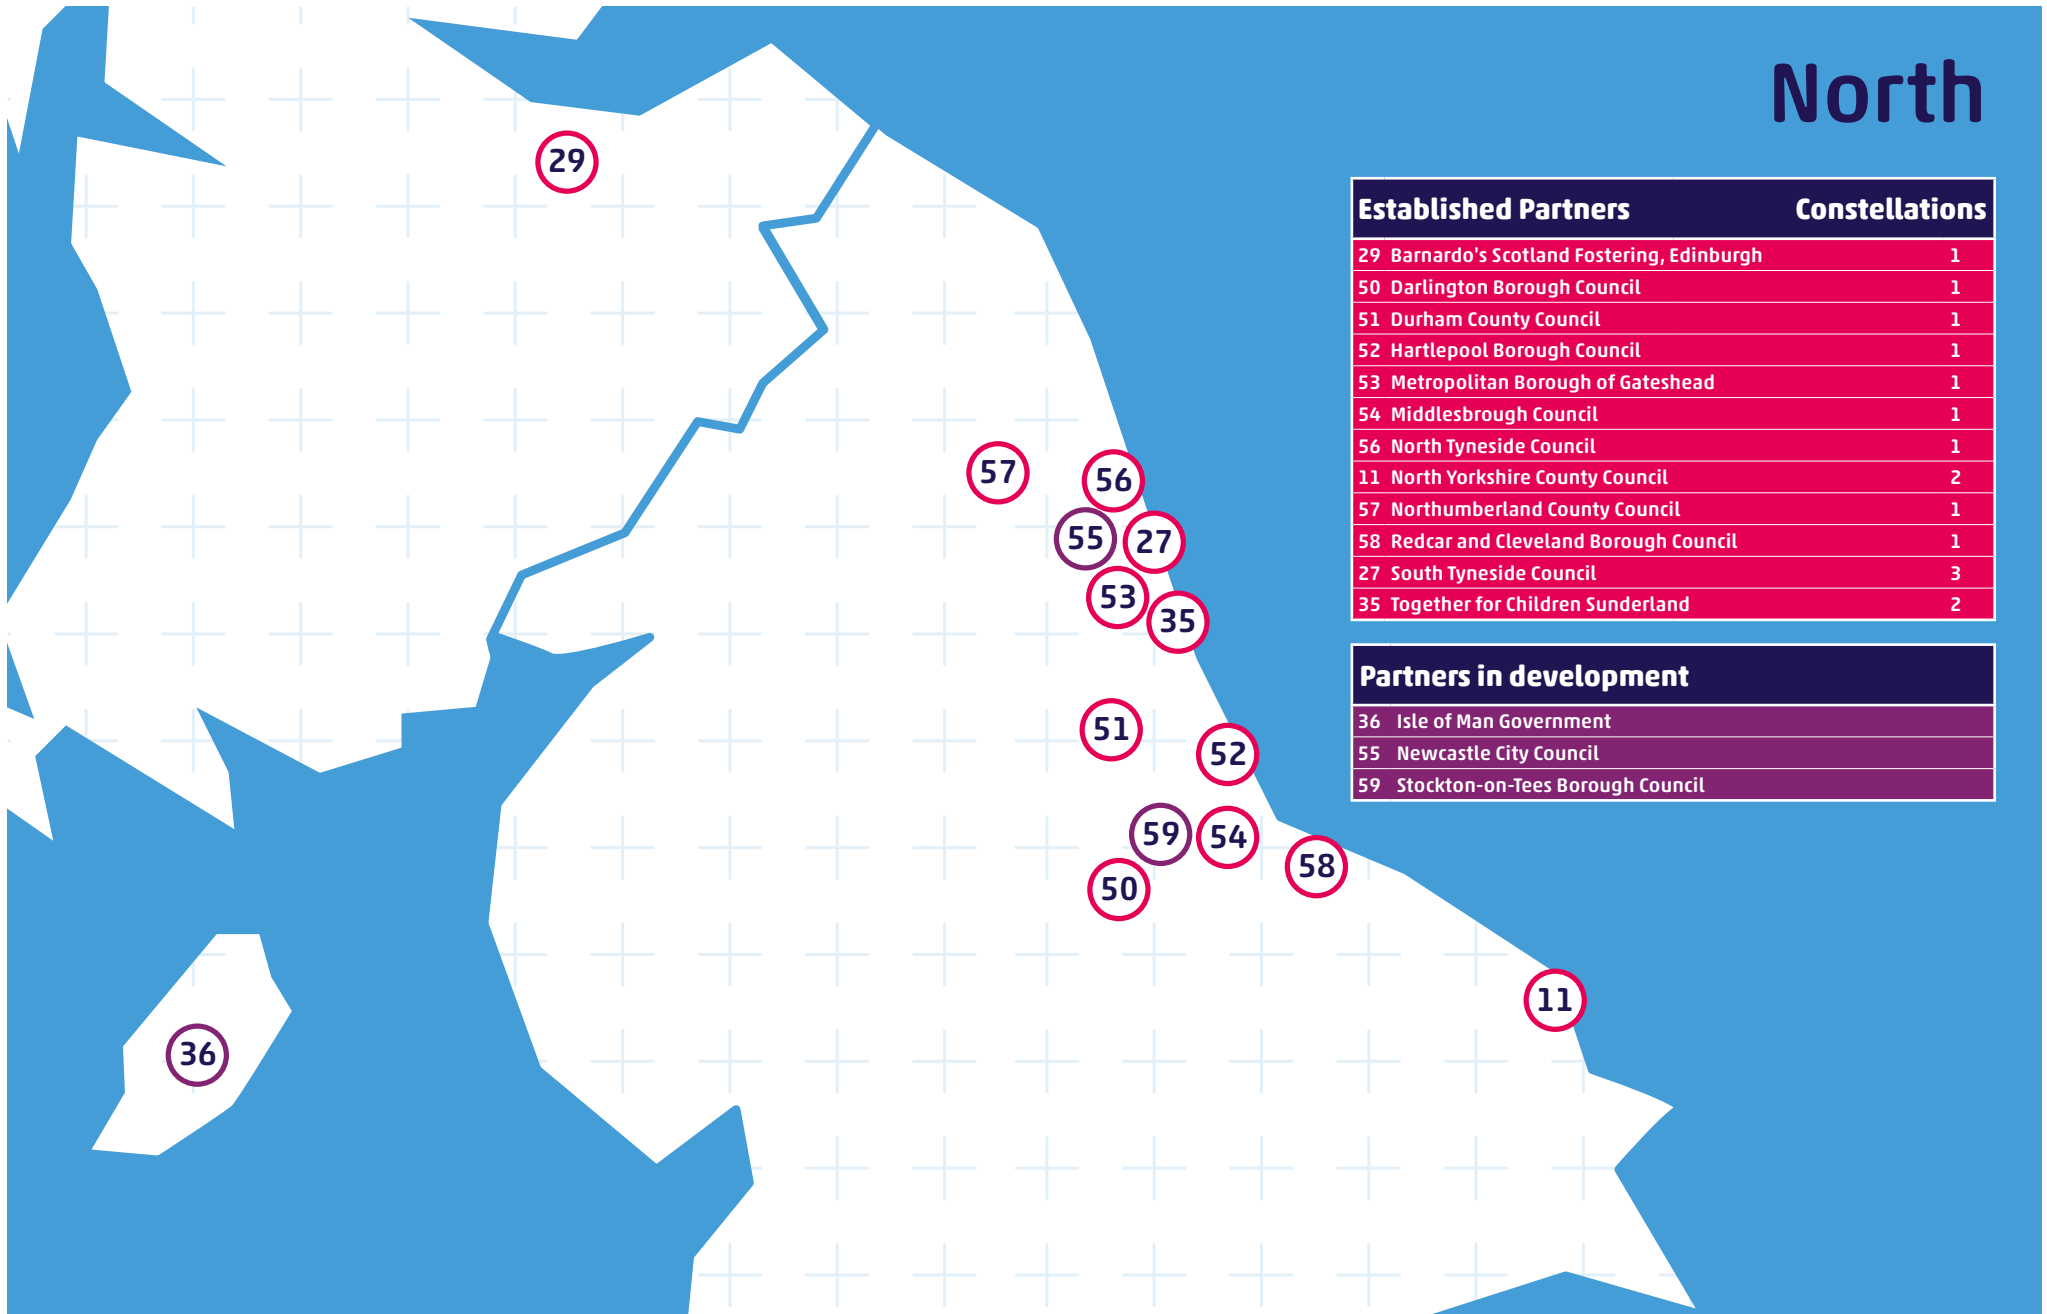 North
Established Partners Constellations
29 Barnardo's Scotland Fostering, Edinburgh 1
50 Darlington Borough Council 1
51 Durham County Council 1
52 Hartlepool Borough Council 1
53 Metropolitan Borough of Gateshead 1
54 Middlesbrough Council 1
56 North Tyneside Council 1
11 North Yorkshire County Council 2
57 Northumberland County Council 1
58 Redcar and Cleveland Borough Council 1
27 South Tyneside Council 3
35 Together for Children Sunderland 2
Partners in development
36 Isle of Man Government
55 Newcastle City Council
59 Stockton-on-Tees Borough Council
29
57
56
55
27
53
35
51
52
59
54
58
50
11
36